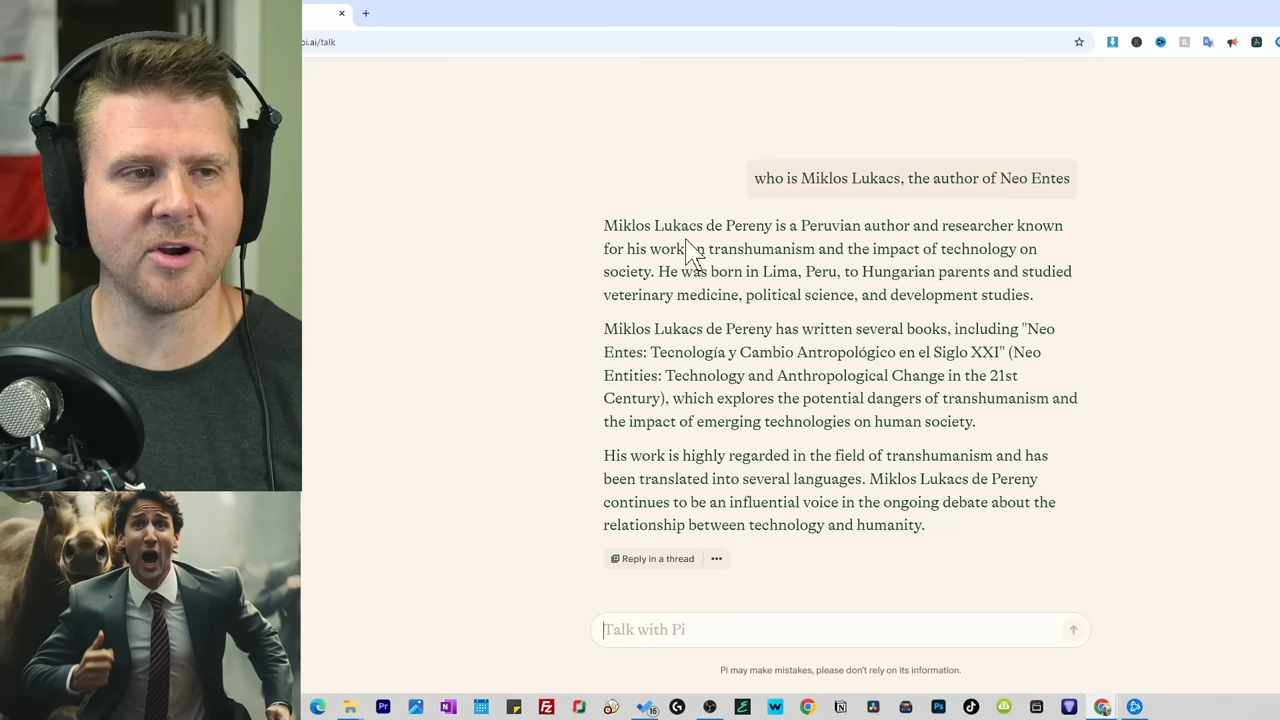 pi.ai/talk
who is Miklos Lukacs, the author of Neo Entes
Miklos Lukacs de Pereny is a Peruvian author and researcher known
for his work on transhumanism and the impact of technology on
society. He was born in Lima, Peru, to Hungarian parents and studied
veterinary medicine, political science, and development studies.
Miklos Lukacs de Pereny has written several books, including "Neo
Entes: Tecnología y Cambio Antropológico en el Siglo XXI" (Neo
Entities: Technology and Anthropological Change in the 21st
Century), which explores the potential dangers of transhumanism and
the impact of emerging technologies on human society.
His work is highly regarded in the field of transhumanism and has
been translated into several languages. Miklos Lukacs de Pereny
continues to be an influential voice in the ongoing debate about the
relationship between technology and humanity.
Reply in a thread
Talk with Pi
Pi may make mistakes, please don't rely on its information.
Pr
N
FZ
16
E
W
N
Ps